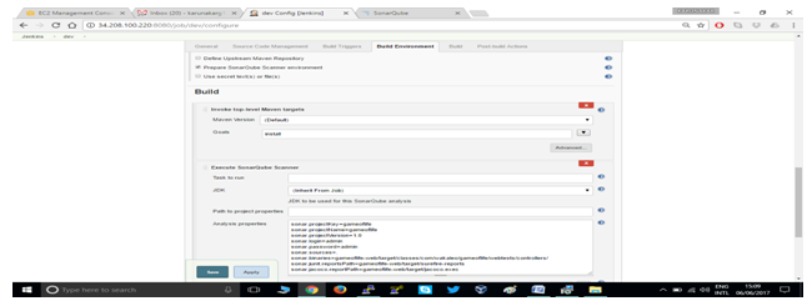 EC2 Management Conso
Inbox (20) - karunakarg
dev Config [Jenkins]
SonarQube
54.208.100.220:8080/job/dev/configure
Jenkins dev
General Source Code Management Build Triggers Build Environment Build Post-build Actions
Define Upstream Maven Repository
Prepare SonarQube Scanner environment
Use secret text(s) or file(s)
Build
Invoke top-level Maven targets
Maven Version (Default)
Goals install
Advanced...
Execute SonarQube Scanner
Task to run
JDK (Inherit From Job)
JDK to be used for this SonarQube analysis
Path to project properties
Analysis properties
sonar.projectKey=gameoflife
sonar.projectName=gameoflife
sonar.projectVersion=1.0
sonar.login=admin
sonar.password=admin
sonar.sources=.
sonar.binaries=gameoflife-web/target/classes/com/wakaleo/gameoflife/webtests/controllers/
sonar.junit.reportsPath=gameoflife-web/target/surefire-reports
sonar.jacoco.reportPath=gameoflife-web/target/jacoco.exec
Save Apply
Type here to search
ENG 15:09
INTL 06/06/2017